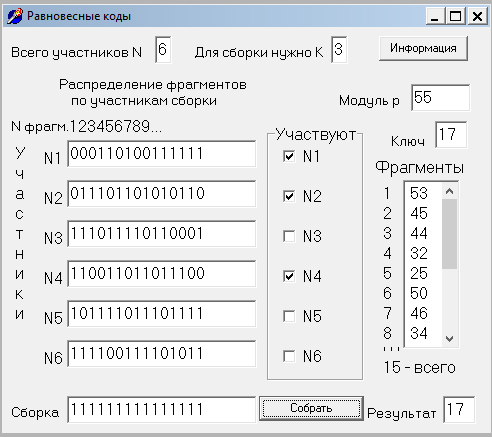 Равновесные коды
Всего участников N 6 Для сборки нужно K 3 Информация
Распределение фрагментов
по участникам сборки
Модуль p 55
N фрагм.123456789...
Участвуют
Ключ 17
Участники
N1 000110100111111
N1
Фрагменты
N2 011101101010110
N2
N3 111011110110001
N3
N4 110011011011100
N4
N5 101111011101111
N5
N6 111100111101011
N6
1 53
2 45
3 44
4 32
5 25
6 50
7 46
8 34
15 - всего
Сборка 111111111111111 Собрать Результат 17